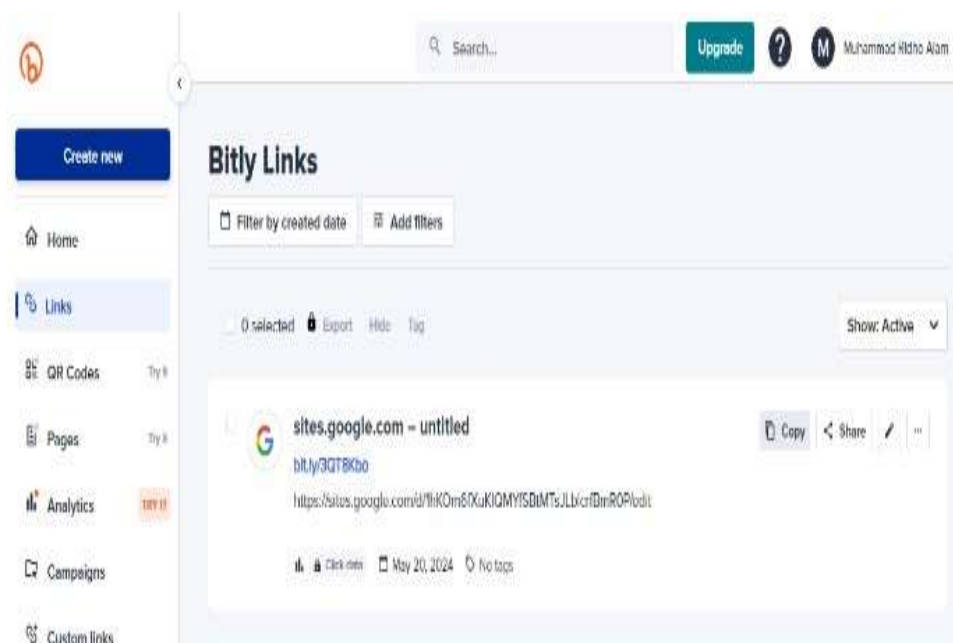 Search...
Upgrade
?
M
Muhammad Ridho Alam
Create new
Bitly Links
Filter by created date
Add filters
Home
Links
0 selected
Export
Hide
Tag
Show: Active
QR Codes
Try it
Pages
Try it
sites.google.com – untitled
Copy
Share
bit.ly/3QT8Kbo
Analytics
TRY IT
Click data
May 20, 2024
No tags
Campaigns
Custom links